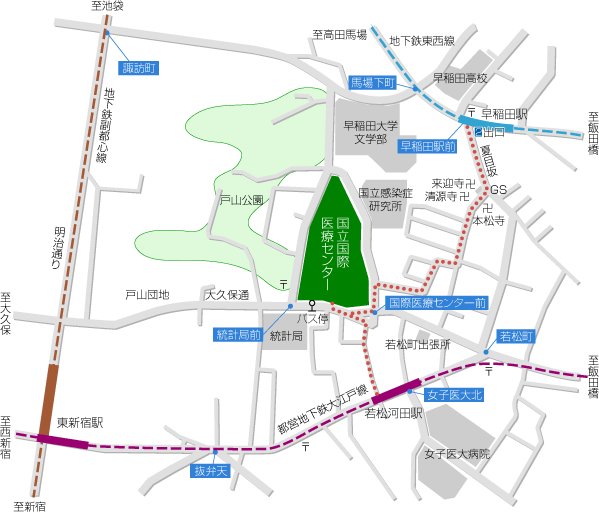 至池袋
至高田馬場
地下鉄東西線
諏訪町
馬場下町
早稲田高校
地下鉄副都心線
早稲田大学
文学部
〒
早稲田駅
至飯田橋
早稲田駅前
出口
夏目坂
来迎寺卍
清源寺卍
GS
卍
本松寺
国立感染症
研究所
戸山公園
国立国際
医療センター
明治通り
〒
戸山団地
大久保通
至大久保
バス停
国際医療センター前
統計局前
統計局
若松町出張所
若松町
〒
至飯田橋
女子医大北
都営地下鉄大江戸線
若松河田駅
至西新宿
東新宿駅
〒
抜弁天
女子医大病院
至新宿